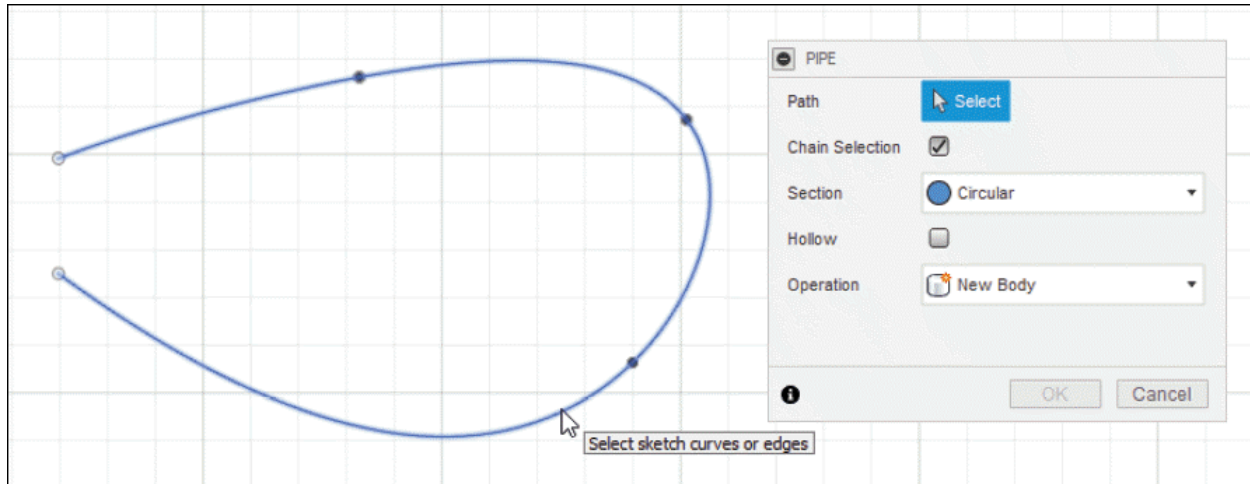 PIPE
Path Select
Chain Selection
Section Circular
Hollow
Operation New Body
OK Cancel
Select sketch curves or edges